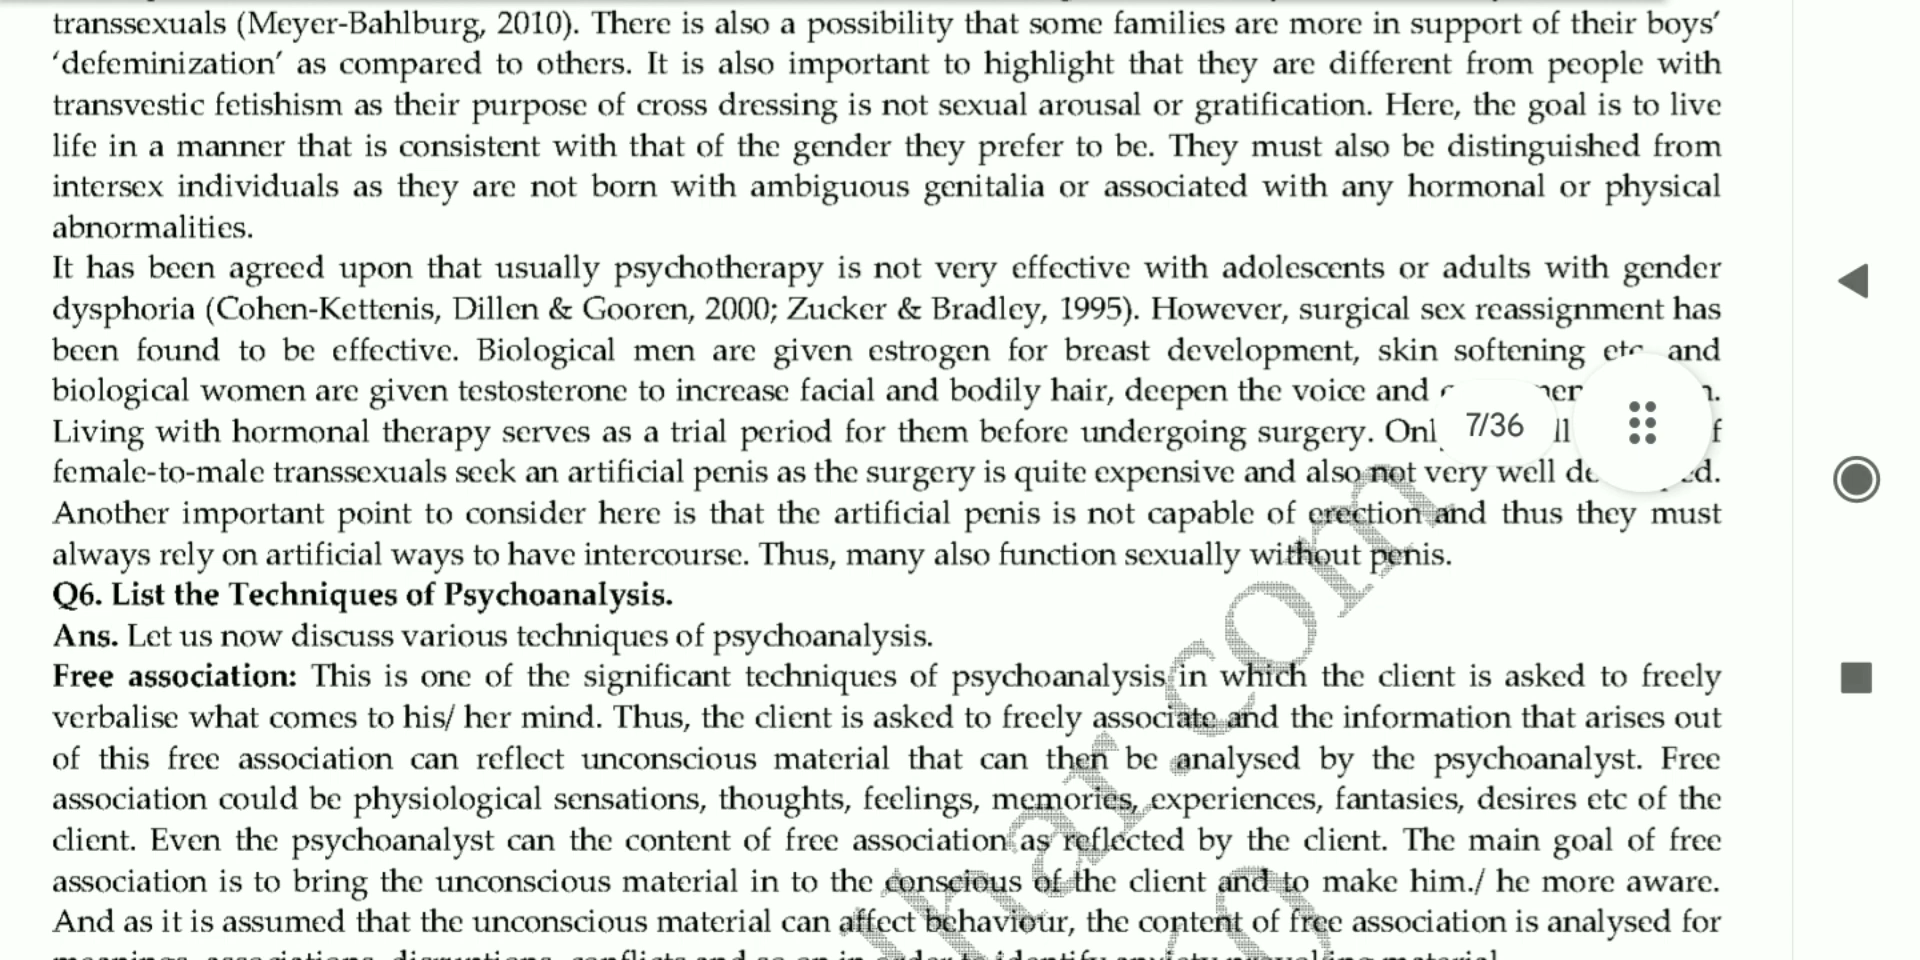 transsexuals (Meyer-Bahlburg, 2010). There is also a possibility that some families are more in support of their boys’
‘defeminization’ as compared to others. It is also important to highlight that they are different from people with
transvestic fetishism as their purpose of cross dressing is not sexual arousal or gratification. Here, the goal is to live
life in a manner that is consistent with that of the gender they prefer to be. They must also be distinguished from
intersex individuals as they are not born with ambiguous genitalia or associated with any hormonal or physical
abnormalities.
It has been agreed upon that usually psychotherapy is not very effective with adolescents or adults with gender
dysphoria (Cohen-Kettenis, Dillen & Gooren, 2000; Zucker & Bradley, 1995). However, surgical sex reassignment has
been found to be effective. Biological men are given estrogen for breast development, skin softening etc and
biological women are given testosterone to increase facial and bodily hair, deepen the voice and
Living with hormonal therapy serves as a trial period for them before undergoing surgery.
7/36
female-to-male transsexuals seek an artificial penis as the surgery is quite expensive and also not very well
Another important point to consider here is that the artificial penis is not capable of erection and thus they must
always rely on artificial ways to have intercourse. Thus, many also function sexually without penis.
Q6. List the Techniques of Psychoanalysis.
Ans. Let us now discuss various techniques of psychoanalysis.
Free association: This is one of the significant techniques of psychoanalysis in which the client is asked to freely
verbalise what comes to his/ her mind. Thus, the client is asked to freely associate and the information that arises out
of this free association can reflect unconscious material that can then be analysed by the psychoanalyst. Free
association could be physiological sensations, thoughts, feelings, memories, experiences, fantasies, desires etc of the
client. Even the psychoanalyst can the content of free association as reflected by the client. The main goal of free
association is to bring the unconscious material in to the conscious of the client and to make him./ he more aware.
And as it is assumed that the unconscious material can affect behaviour, the content of free association is analysed for